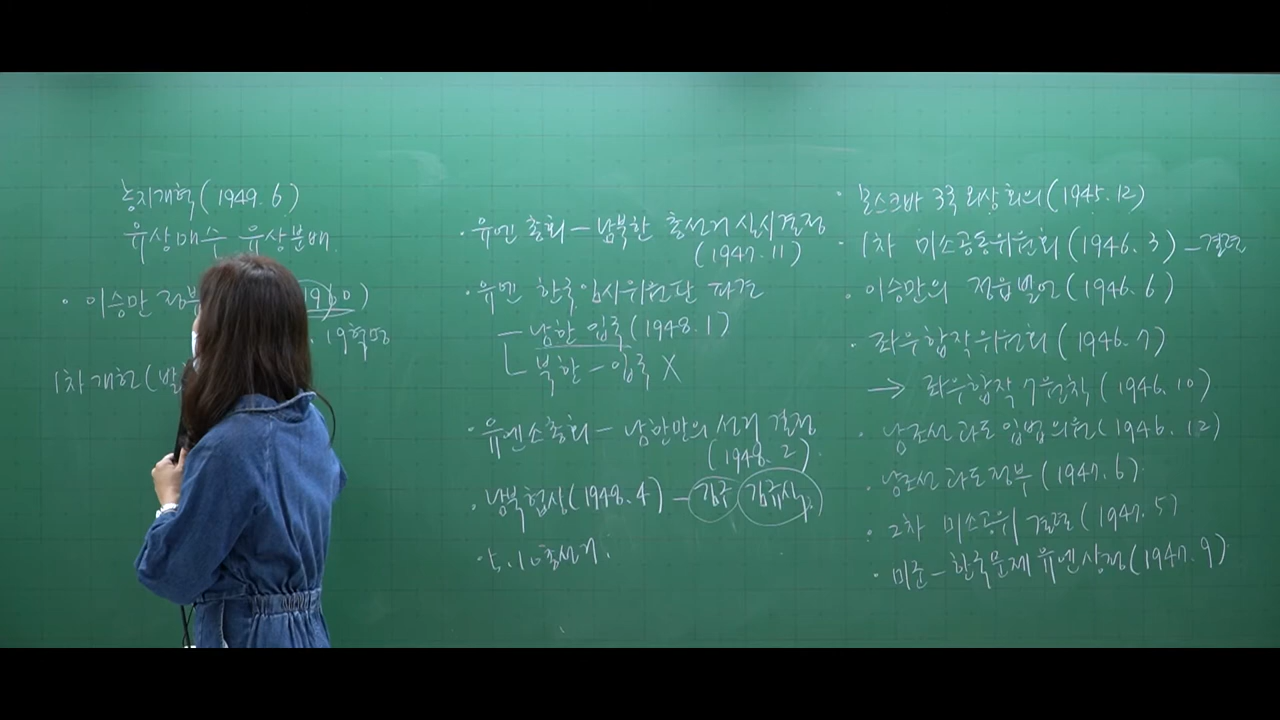 농지개혁(1949.6)
유상매수 유상분배
· 이승만 정부
1960)
. 19혁명
1차 개헌(발
· 유엔 총회 – 남북한 총선거 실시 결정
(1947.11)
· 유엔 한국임시위원단 파견
남한 입국(1948.1)
북한 – 입국 X
· 유엔소총회 – 남한만의 선거 결정
(1948.2)
· 남북협상(1948.4) – 김구 김규식
· 5.10총선거.
· 모스크바 3국 외상 회의(1945.12)
· 1차 미소공동위원회(1946.3) – 결렬
· 이승만의 정읍발언(1946.6)
· 좌우합작위원회(1946.7)
→ 좌우합작 7원칙(1946.10)
· 남조선과도입법의원(1946.12)
· 남조선과도정부(1947.6)
· 2차 미소공위 결렬(1947.5)
· 미군 – 한국문제 유엔상정(1947.9)